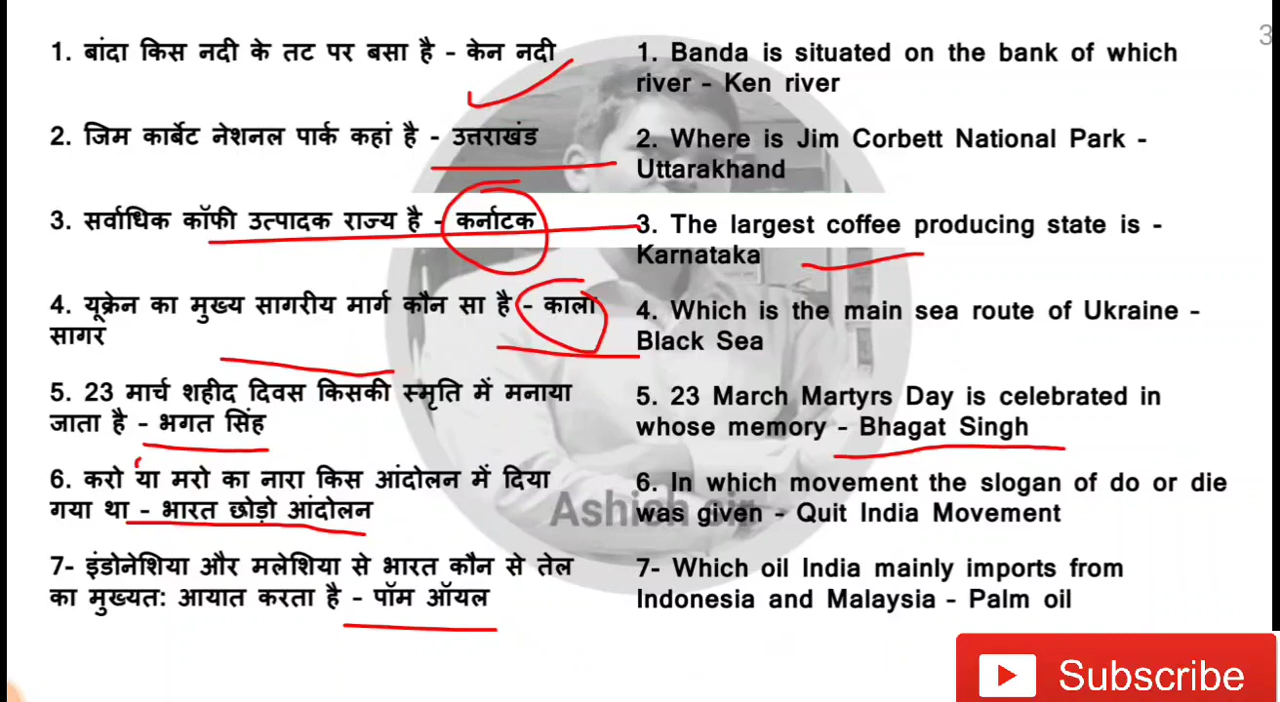 1. बांदा किस नदी के तट पर बसा है - केन नदी
2. जिम कार्बेट नेशनल पार्क कहां है - उत्तराखंड
3. सर्वाधिक कॉफी उत्पादक राज्य है - कर्नाटक
4. यूक्रेन का मुख्य सागरीय मार्ग कौन सा है - काला
सागर
5. 23 मार्च शहीद दिवस किसकी स्मृति में मनाया
जाता है - भगत सिंह
6. करो या मरो का नारा किस आंदोलन में दिया
गया था - भारत छोड़ो आंदोलन
7- इंडोनेशिया और मलेशिया से भारत कौन से तेल
का मुख्यत: आयात करता है - पॉम ऑयल
3
1. Banda is situated on the bank of which
river - Ken river
2. Where is Jim Corbett National Park -
Uttarakhand
3. The largest coffee producing state is -
Karnataka
4. Which is the main sea route of Ukraine -
Black Sea
5. 23 March Martyrs Day is celebrated in
whose memory - Bhagat Singh
6. In which movement the slogan of do or die
was given - Quit India Movement
7- Which oil India mainly imports from
Indonesia and Malaysia - Palm oil
Ashish sir
Subscribe